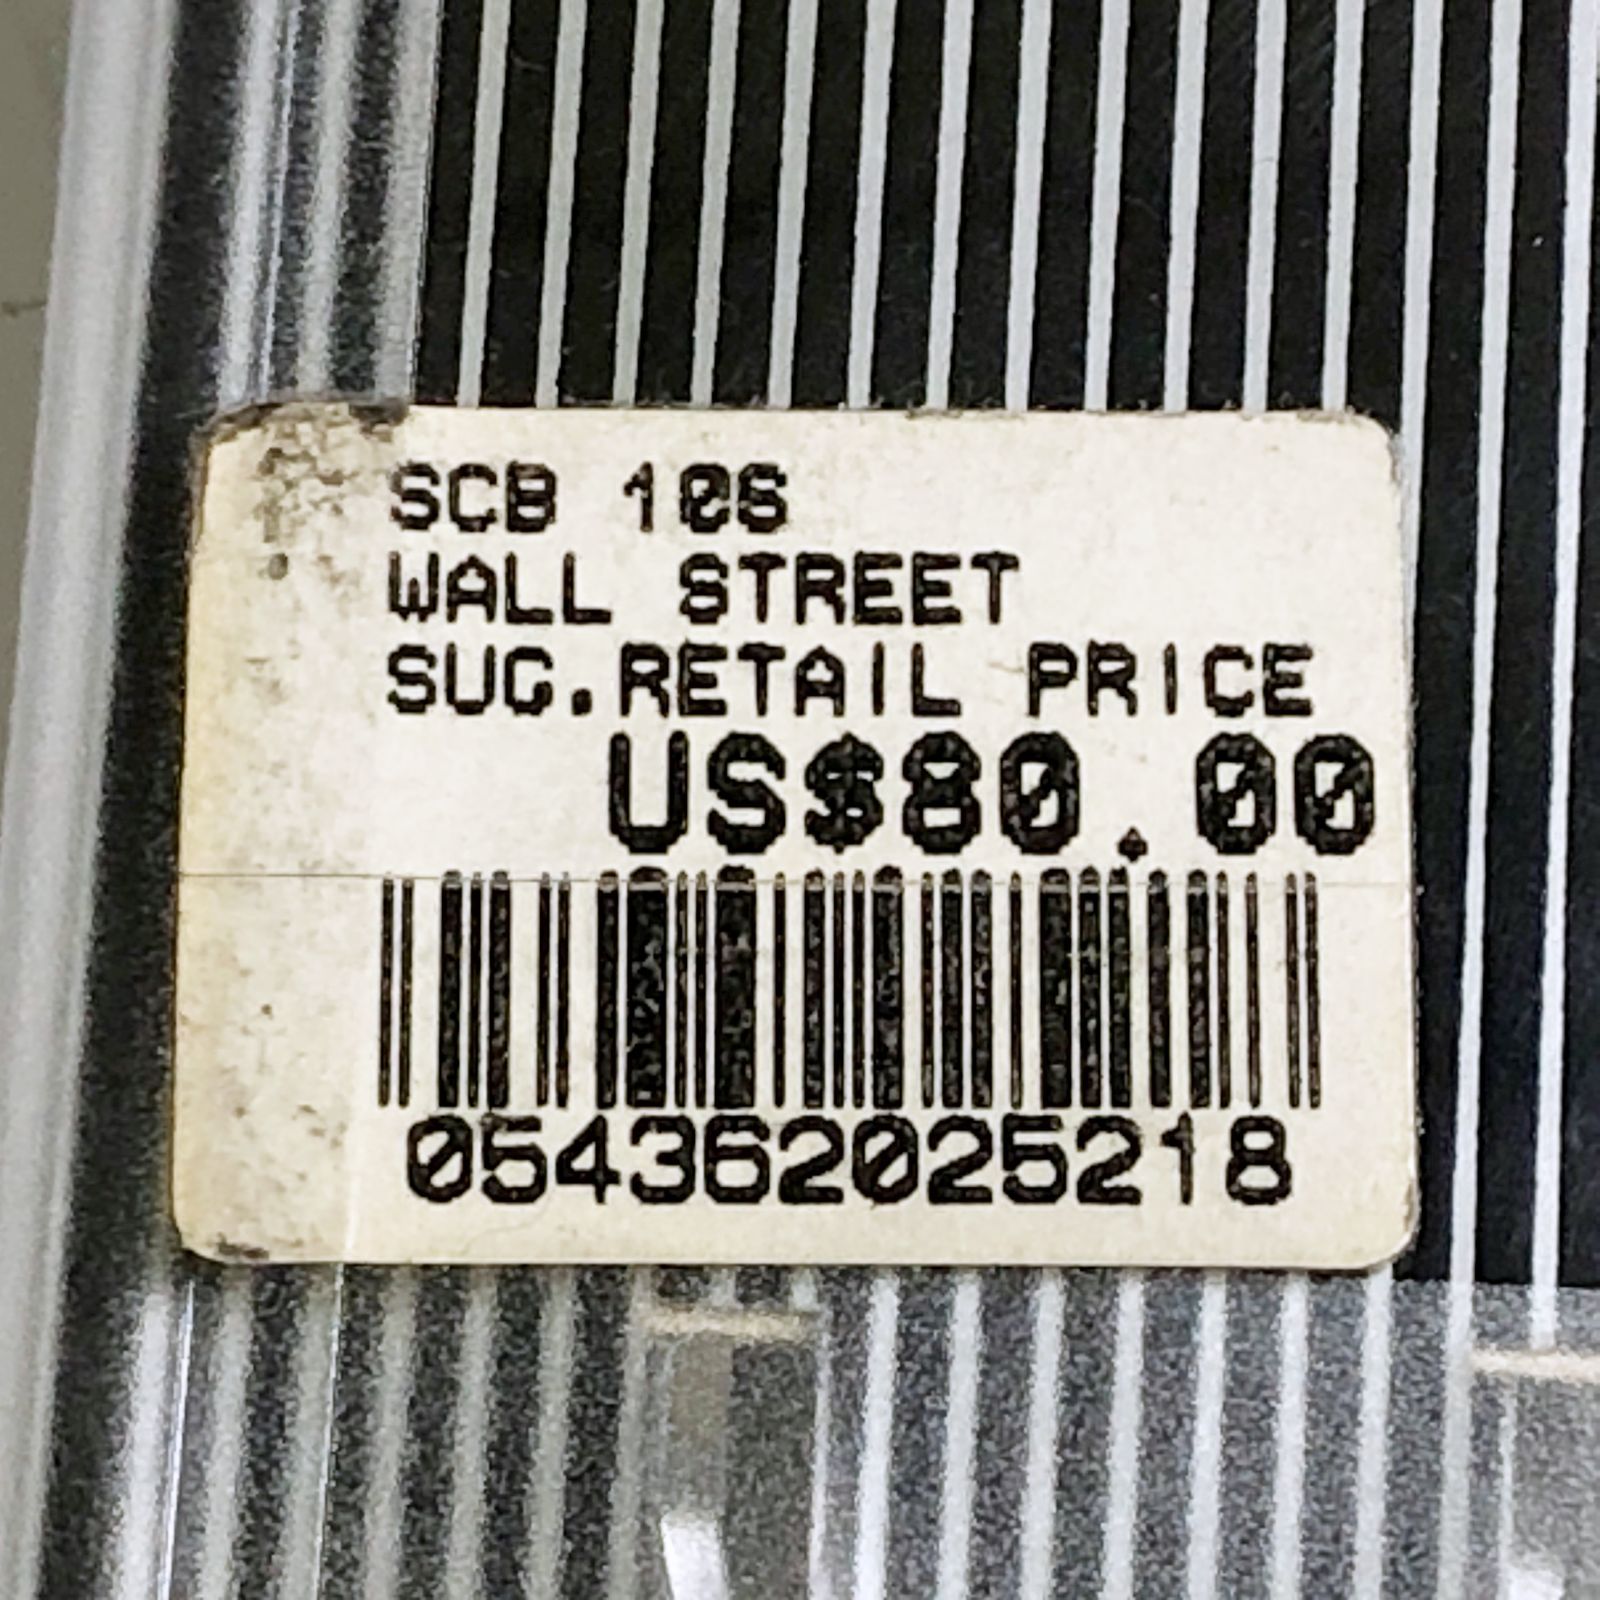 SCB 106
WALL STREET
SUG.RETAIL PRICE
US$80.00
054362025218